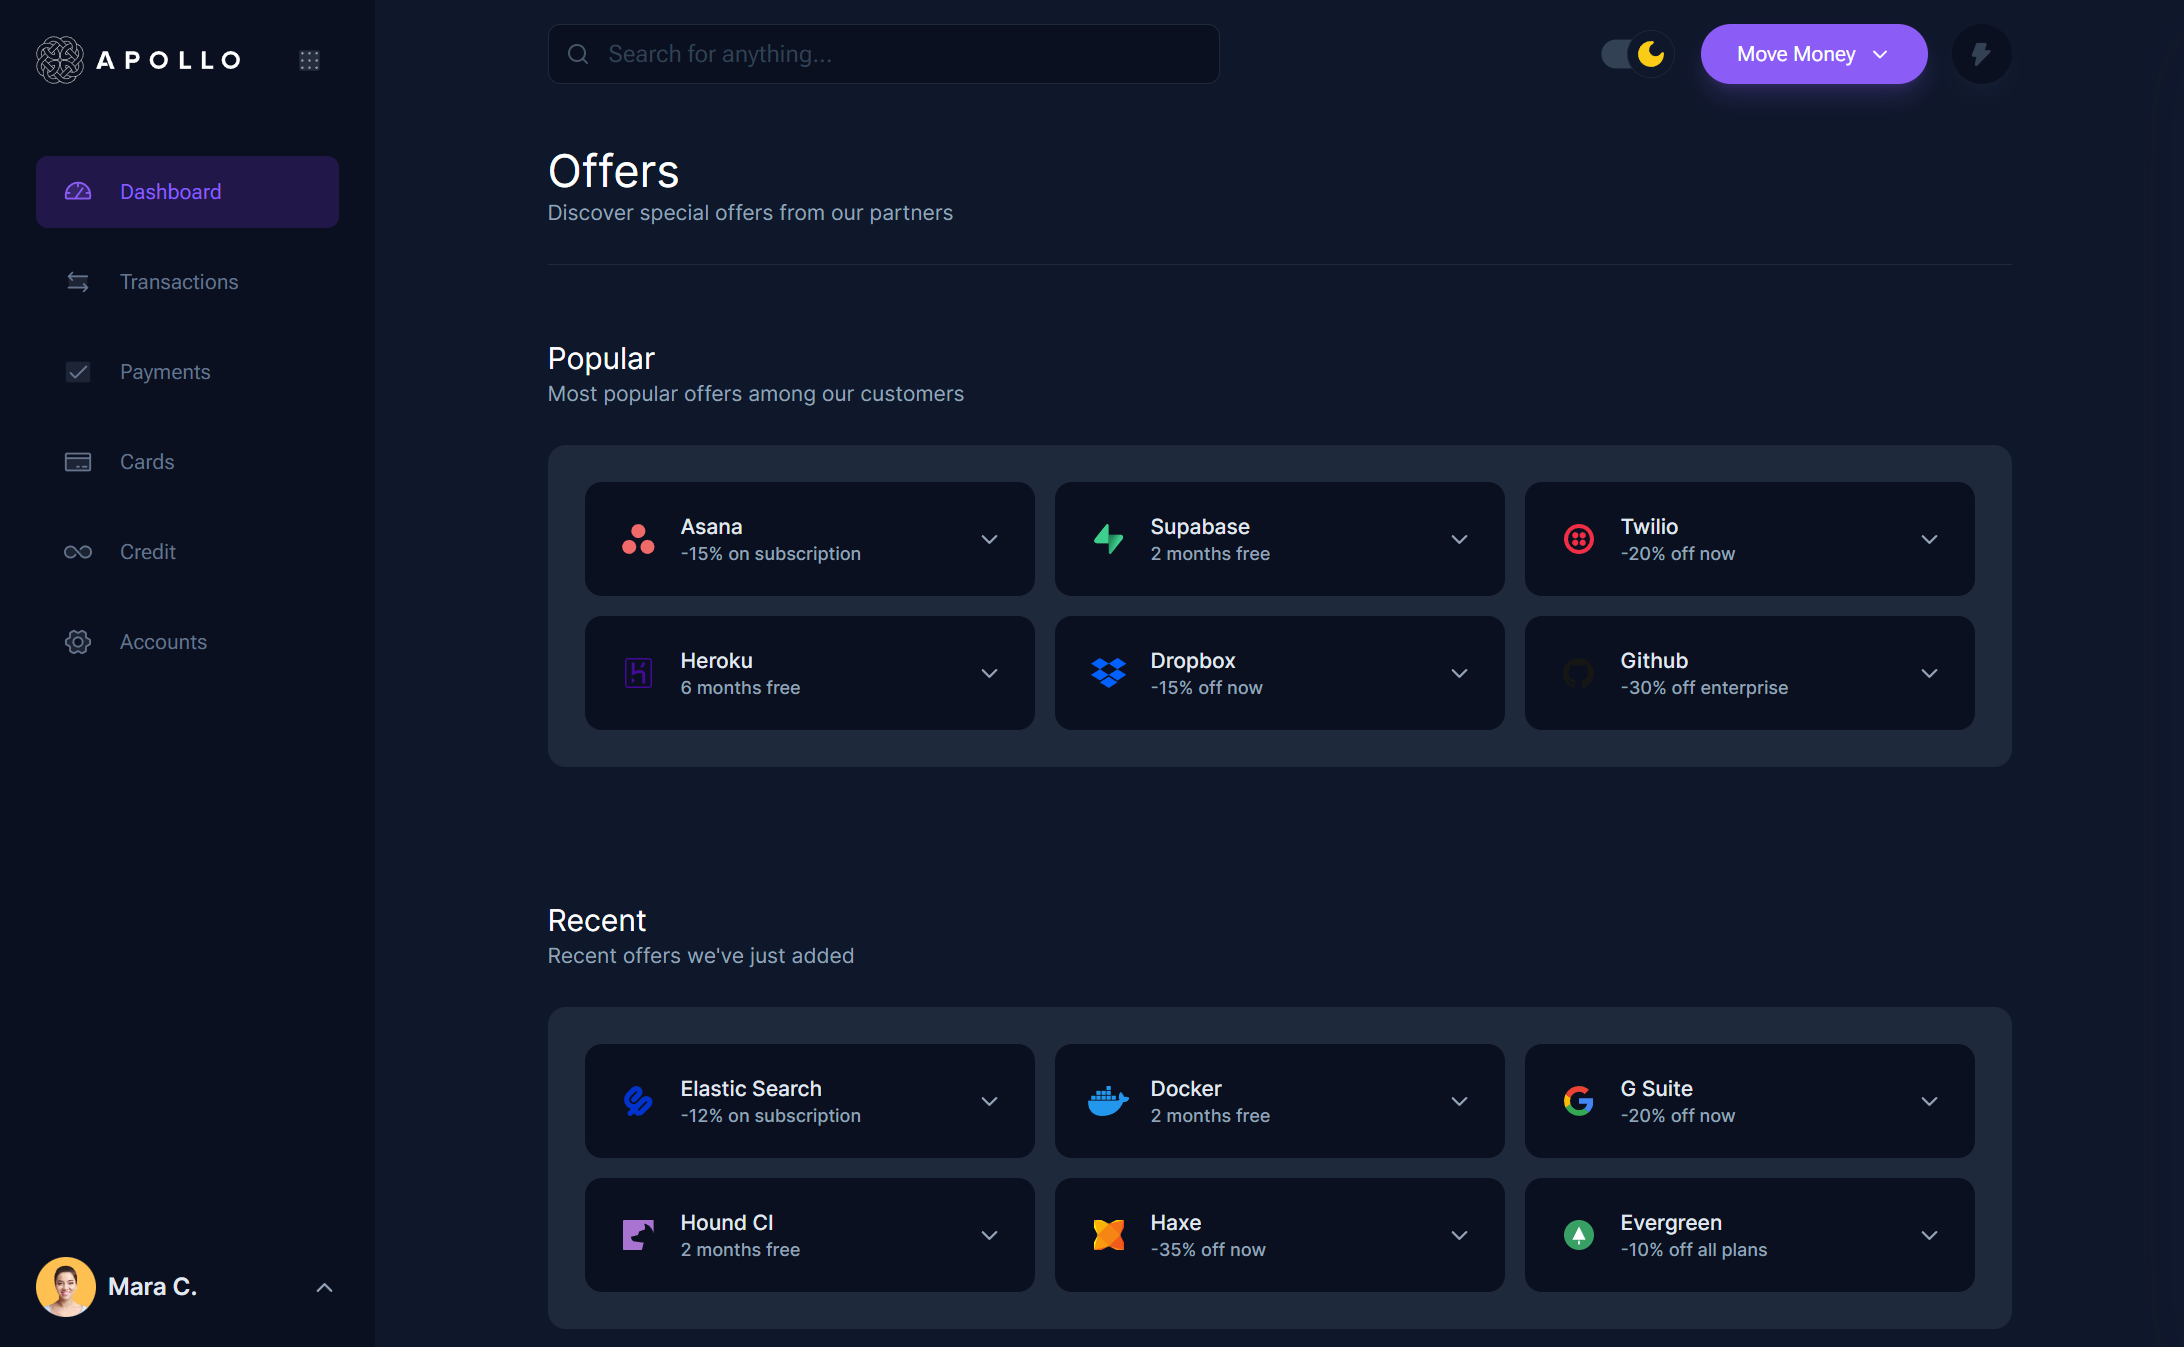 APOLLO
Search for anything...
Move Money
Dashboard
Transactions
Payments
Cards
Credit
Accounts
Mara C.
Offers
Discover special offers from our partners
Popular
Most popular offers among our customers
Asana
-15% on subscription
Supabase
2 months free
Twilio
-20% off now
Heroku
6 months free
Dropbox
-15% off now
Github
-30% off enterprise
Recent
Recent offers we've just added
Elastic Search
-12% on subscription
Docker
2 months free
G Suite
-20% off now
Hound CI
2 months free
Haxe
-35% off now
Evergreen
-10% off all plans